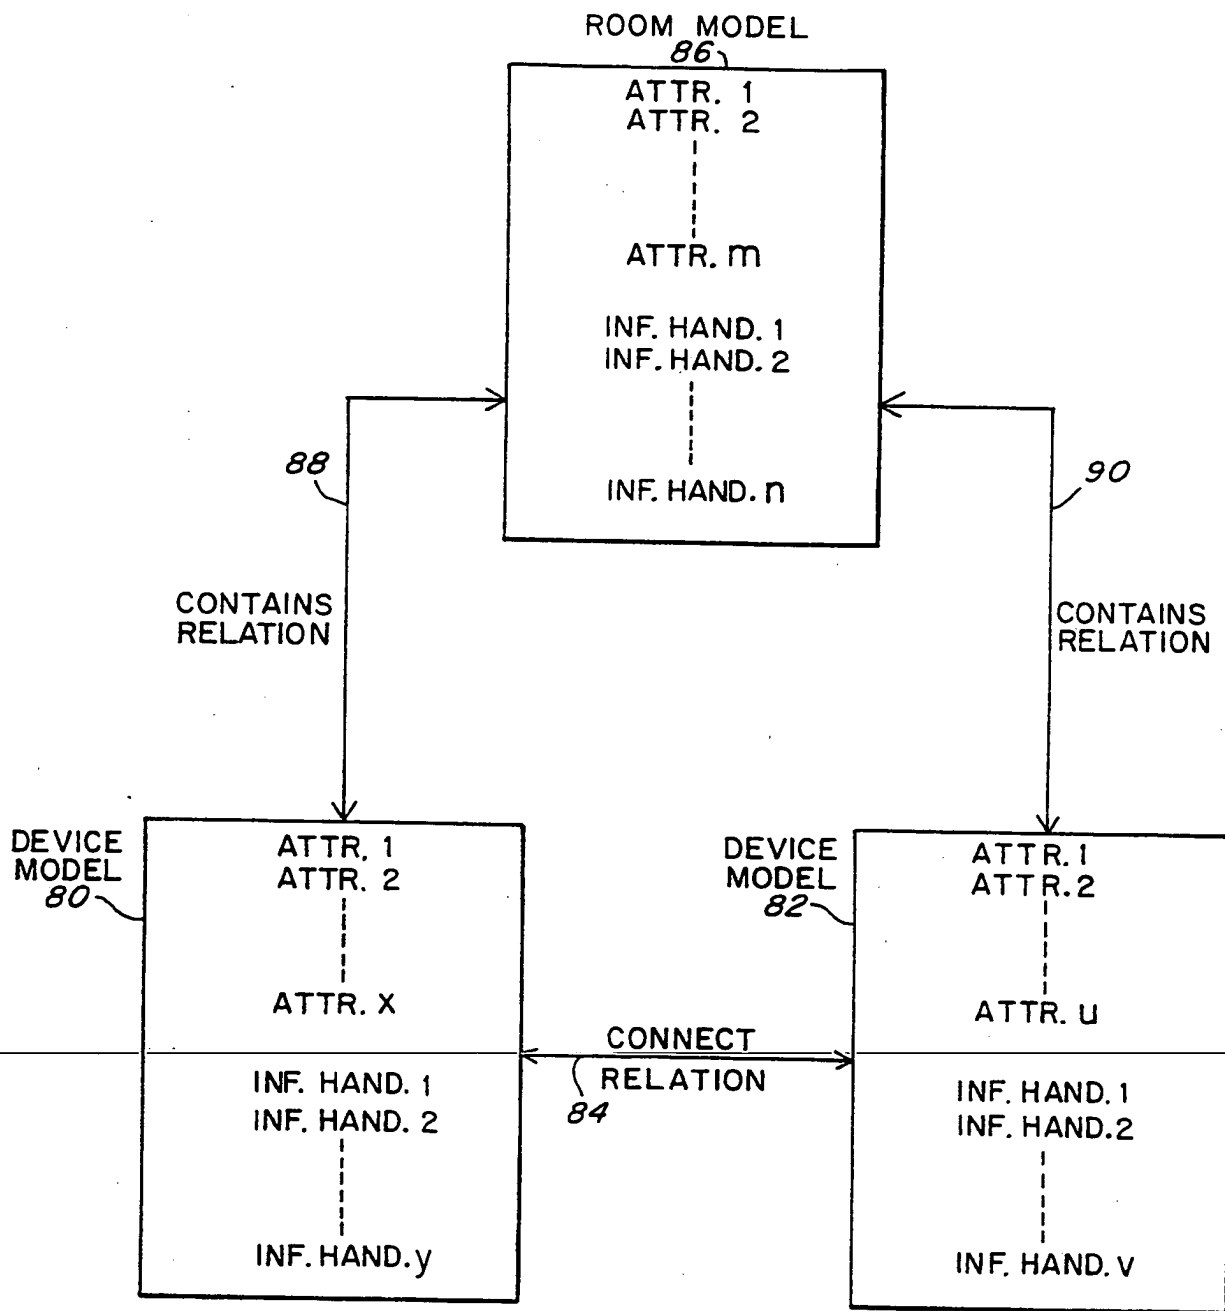 ROOM MODEL
86
ATTR. 1
ATTR. 2
ATTR. m
INF. HAND. 1
INF. HAND. 2
INF. HAND. n
88
90
CONTAINS
RELATION
CONTAINS
RELATION
DEVICE
MODEL
80
ATTR. 1
ATTR. 2
ATTR. x
INF. HAND. 1
INF. HAND. 2
INF. HAND. y
CONNECT
RELATION
84
DEVICE
MODEL
82
ATTR. 1
ATTR. 2
ATTR. u
INF. HAND. 1
INF. HAND. 2
INF. HAND. v